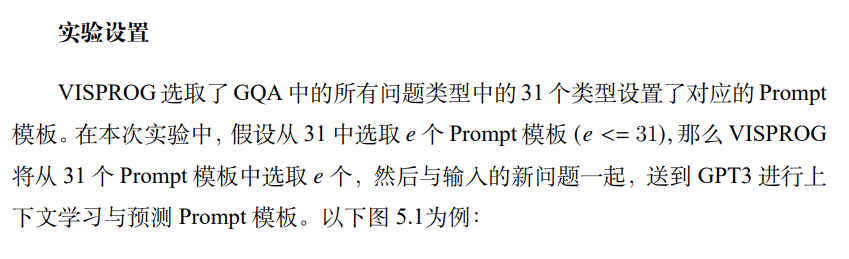 实验设置
VISPROG 选取了 GQA 中的所有问题类型中的 31 个类型设置了对应的 Prompt
模板。在本次实验中，假设从 31 中选取 e 个 Prompt 模板 (e <= 31), 那么 VISPROG
将从 31 个 Prompt 模板中选取 e 个，然后与输入的新问题一起，送到 GPT3 进行上
下文学习与预测 Prompt 模板。以下图 5.1为例：